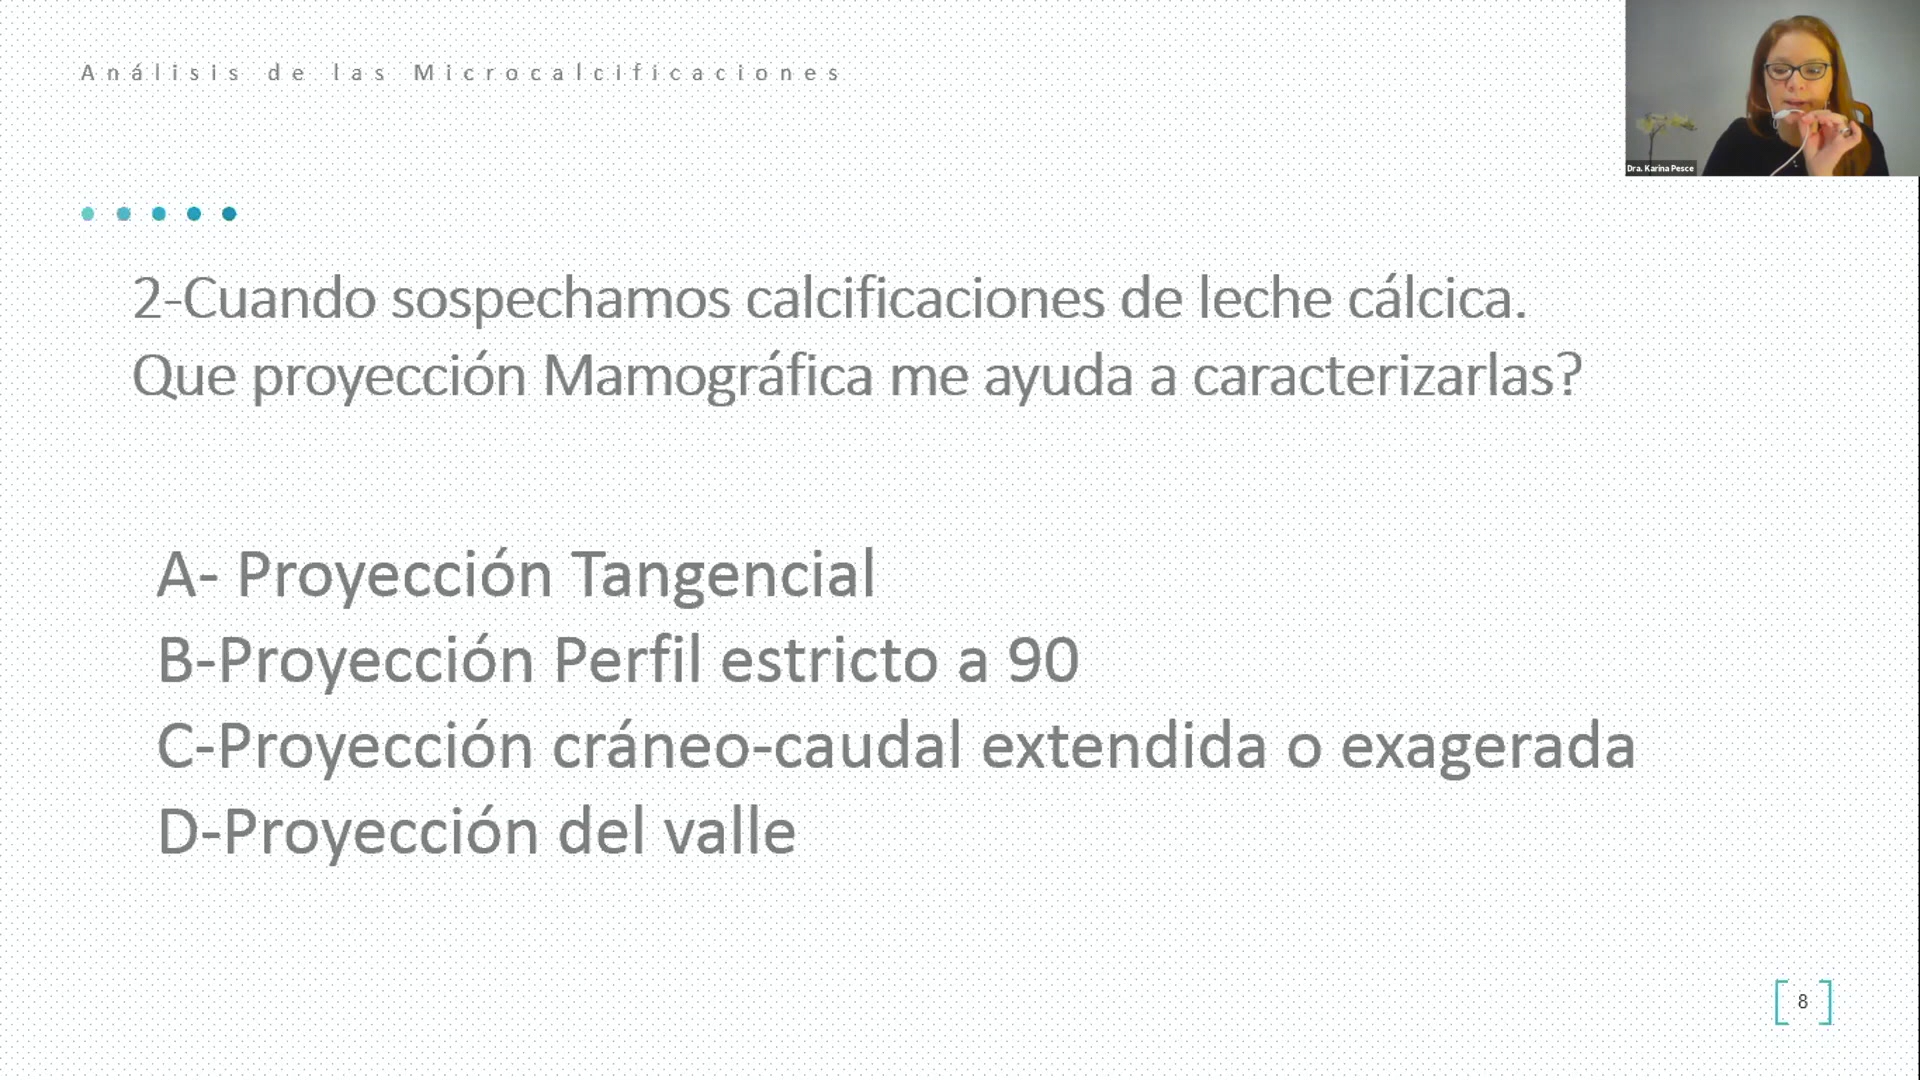 Análisis de las Microcalcificaciones
Dra. Karina Pesce
2-Cuando sospechamos calcificaciones de leche cálcica.
Que proyección Mamográfica me ayuda a caracterizarlas?
A- Proyección Tangencial
B-Proyección Perfil estricto a 90
C-Proyección cráneo-caudal extendida o exagerada
D-Proyección del valle
8